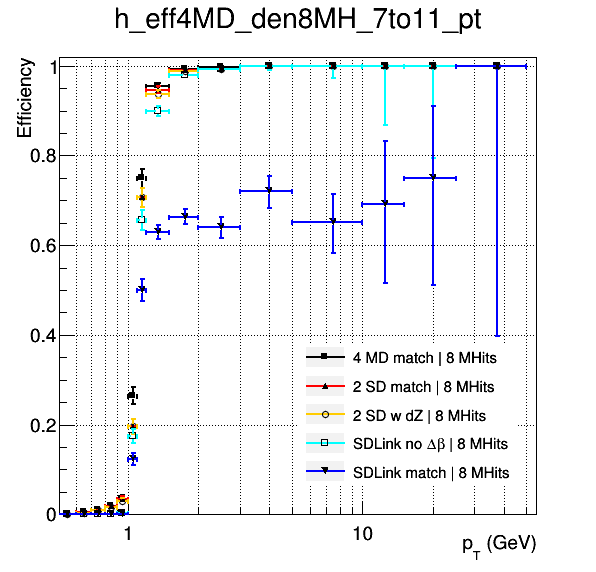 h_eff4MD_den8MH_7to11_pt
Efficiency
1
0.8
0.6
0.4
0.2
0
4 MD match | 8 MHits
2 SD match | 8 MHits
2 SD w dZ | 8 MHits
SDLink no Δβ | 8 MHits
SDLink match | 8 MHits
1
10
p_T (GeV)